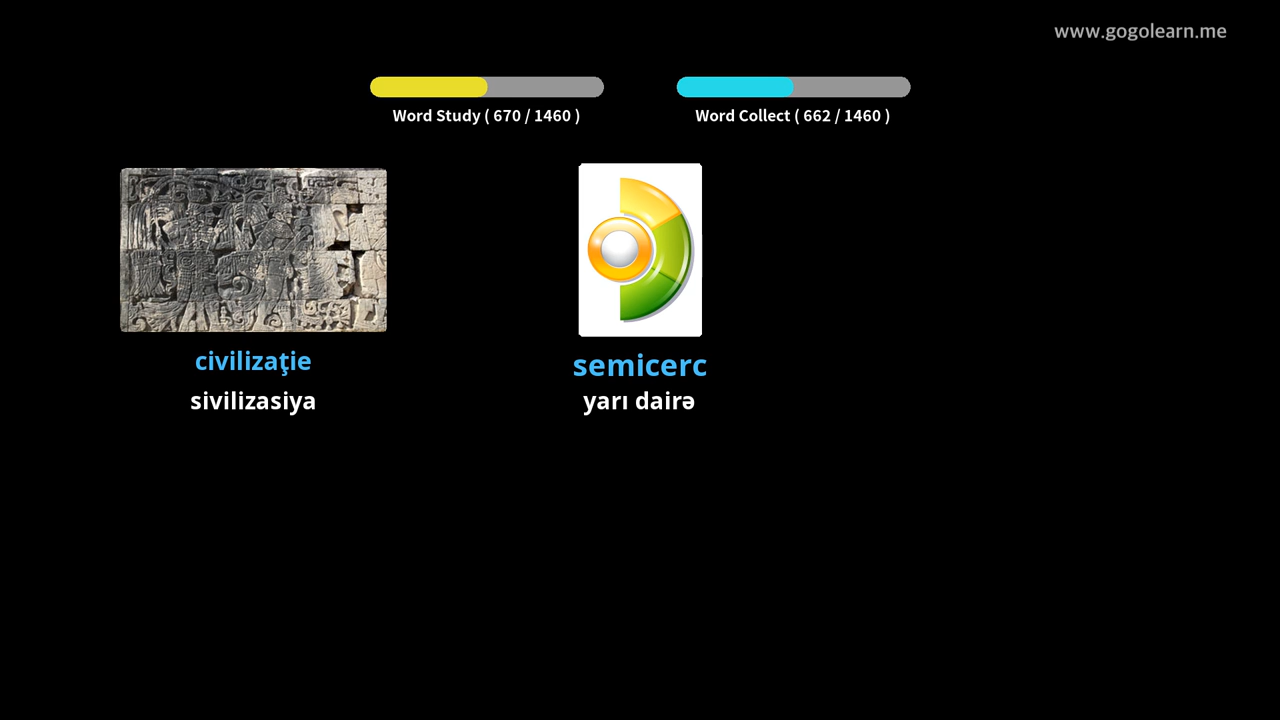 www.gogolearn.me
Word Study ( 670 / 1460 )
Word Collect ( 662 / 1460 )
civilizaţie
sivilizasiya
semicerc
yarı dairə